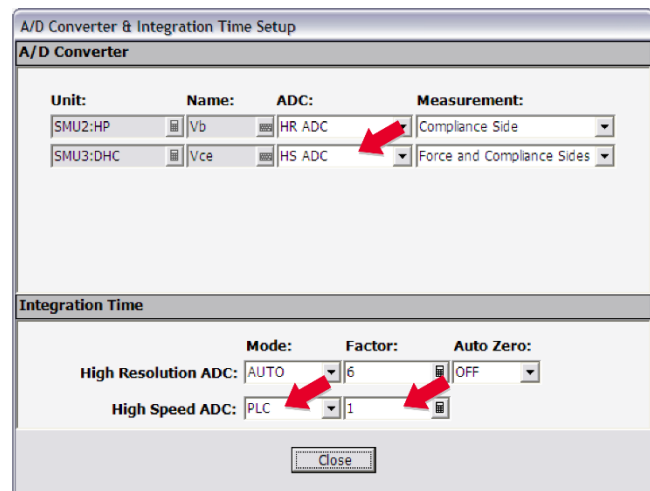 A/D Converter & Integration Time Setup
A/D Converter
Unit: Name: ADC: Measurement:
SMU2:HP Vb HR ADC Compliance Side
SMU3:DHC Vce HS ADC Force and Compliance Sides
Integration Time
Mode: Factor: Auto Zero:
High Resolution ADC: AUTO 6 OFF
High Speed ADC: PLC 1
Close